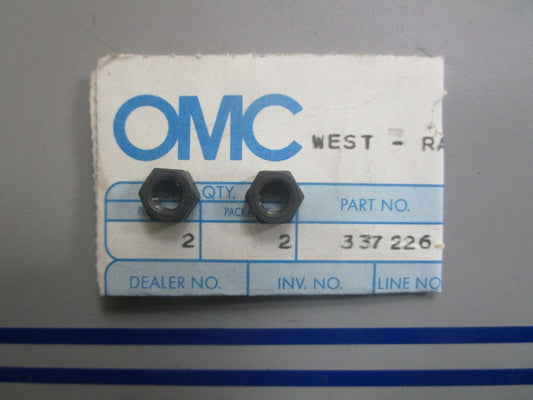 OMC WEST - RA
QTY. PART NO.
2 2 337226
DEALER NO. INV. NO. LINE NO